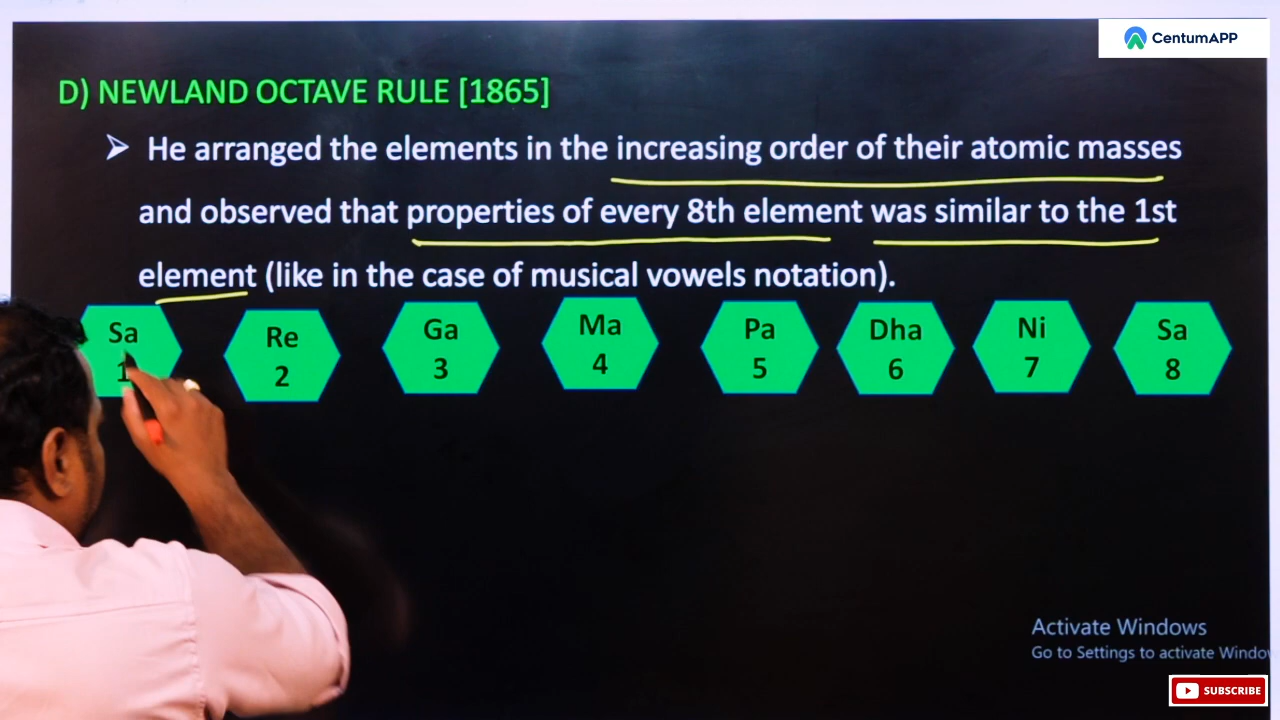 CentumAPP
D) NEWLAND OCTAVE RULE [1865]
➤ He arranged the elements in the increasing order of their atomic masses
and observed that properties of every 8th element was similar to the 1st
element (like in the case of musical vowels notation).
Sa Re Ga Ma Pa Dha Ni Sa
1 2 3 4 5 6 7 8
Activate Windows
Go to Settings to activate
SUBSCRIBE